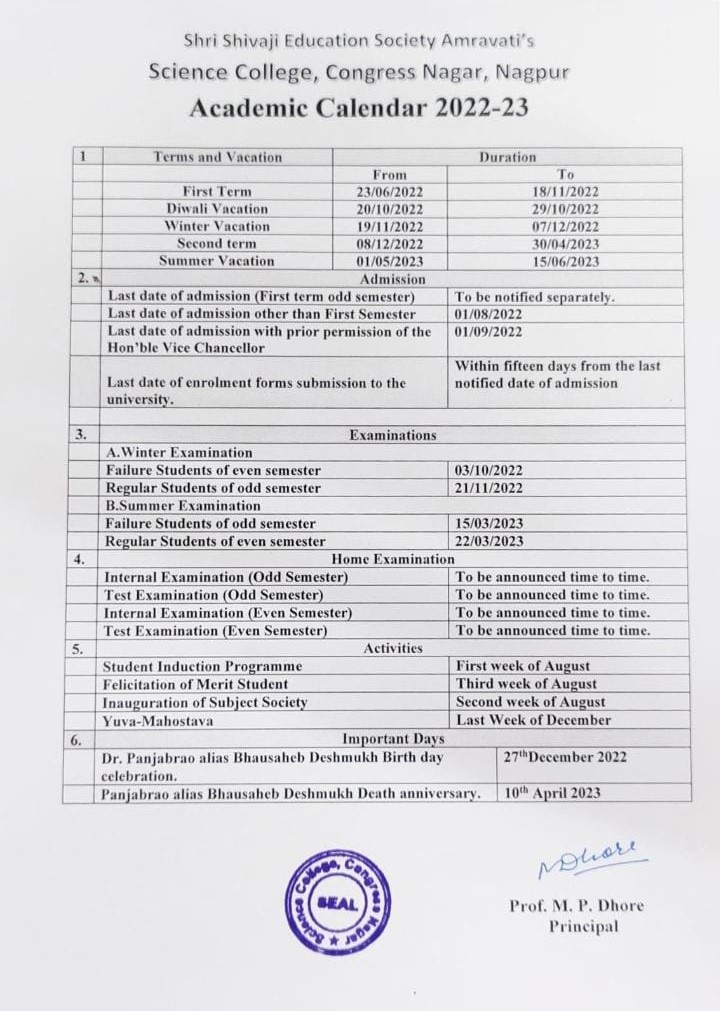 Shri Shivaji Education Society Amravati's
Science College, Congress Nagar, Nagpur
Academic Calendar 2022-23
1 Terms and Vacation Duration
From To
First Term 23/06/2022 18/11/2022
Diwali Vacation 20/10/2022 29/10/2022
Winter Vacation 19/11/2022 07/12/2022
Second term 08/12/2022 30/04/2023
Summer Vacation 01/05/2023 15/06/2023
2. Admission
Last date of admission (First term odd semester) To be notified separately.
Last date of admission other than First Semester 01/08/2022
Last date of admission with prior permission of the 01/09/2022
Hon'ble Vice Chancellor
Within fifteen days from the last
Last date of enrolment forms submission to the notified date of admission
university.
3. Examinations
A.Winter Examination
Failure Students of even semester 03/10/2022
Regular Students of odd semester 21/11/2022
B.Summer Examination
Failure Students of odd semester 15/03/2023
Regular Students of even semester 22/03/2023
4. Home Examination
Internal Examination (Odd Semester) To be announced time to time.
Test Examination (Odd Semester) To be announced time to time.
Internal Examination (Even Semester) To be announced time to time.
Test Examination (Even Semester) To be announced time to time.
5. Activities
Student Induction Programme First week of August
Felicitation of Merit Student Third week of August
Inauguration of Subject Society Second week of August
Yuva-Mahostava Last Week of December
6. Important Days
Dr. Panjabrao alias Bhausaheb Deshmukh Birth day 27th December 2022
celebration.
Panjabrao alias Bhausaheb Deshmukh Death anniversary. 10th April 2023
Science College, Congress Nagar
SEAL
NDhore
Prof. M. P. Dhore
Principal